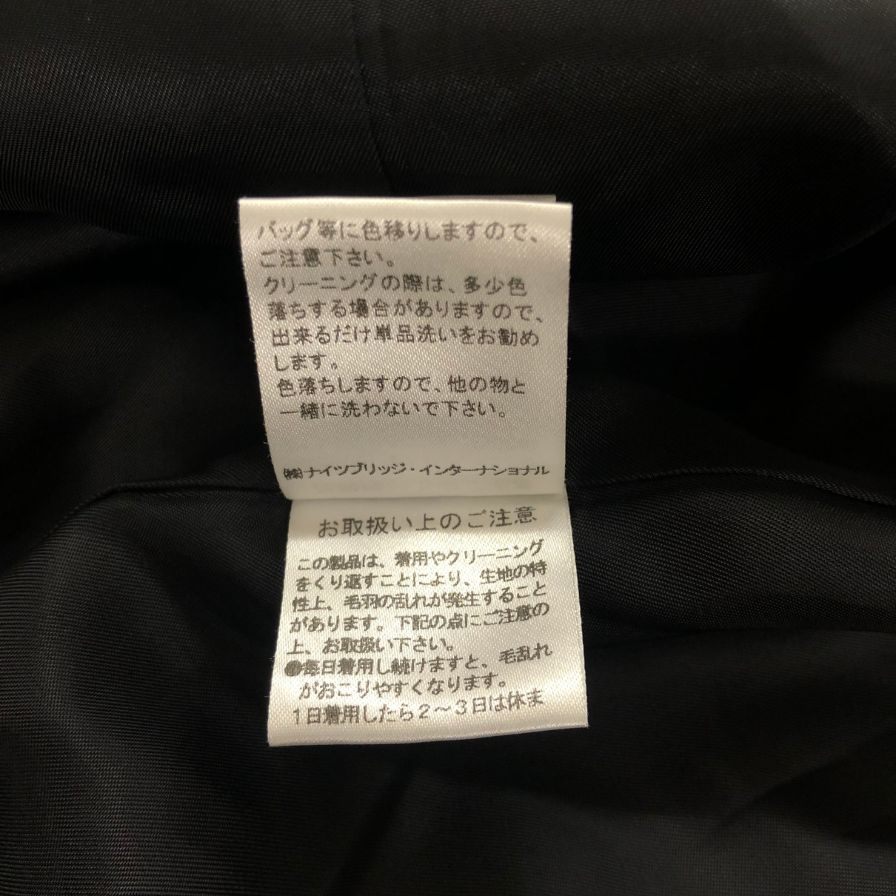 バッグ等に色移りしますので、
ご注意下さい。
クリーニングの際は、多少色
落ちする場合がありますので、
出来るだけ単品洗いをお勧め
します。
色落ちしますので、他の物と
一緒に洗わないで下さい。
㈱ナイツブリッジ・インターナショナル
お取扱い上のご注意
この製品は、着用やクリーニング
をくり返すことにより、生地の特
性上、毛羽の乱れが発生すること
があります。下記の点にご注意の
上、お取扱い下さい。
●毎日着用し続けますと、毛乱れ
がおこりやすくなります。
1日着用したら2～3日は休ま